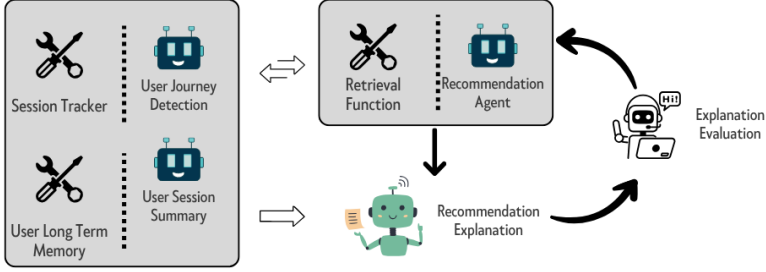 Session Tracker
User Journey
Detection
User Long Term
Memory
User Session
Summary
Retrieval
Function
Recommendation
Agent
Hi!
Explanation
Evaluation
Recommendation
Explanation